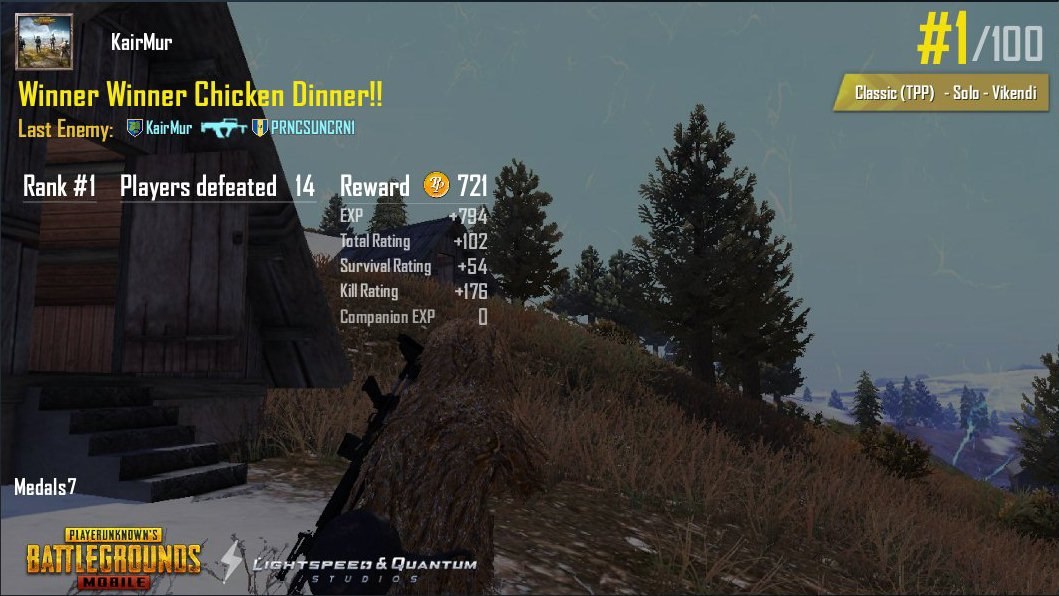 KairMur
#1/100
Winner Winner Chicken Dinner!!
Classic (TPP) - Solo - Vikendi
Last Enemy: KairMur PRNCSUNCRN1
Rank #1 Players defeated 14 Reward 721
EXP +794
Total Rating +102
Survival Rating +54
Kill Rating +176
Companion EXP 0
Medals7
PLAYERUNKNOWN'S
BATTLEGROUNDS
MOBILE
LIGHTSPEED & QUANTUM
STUDIOS